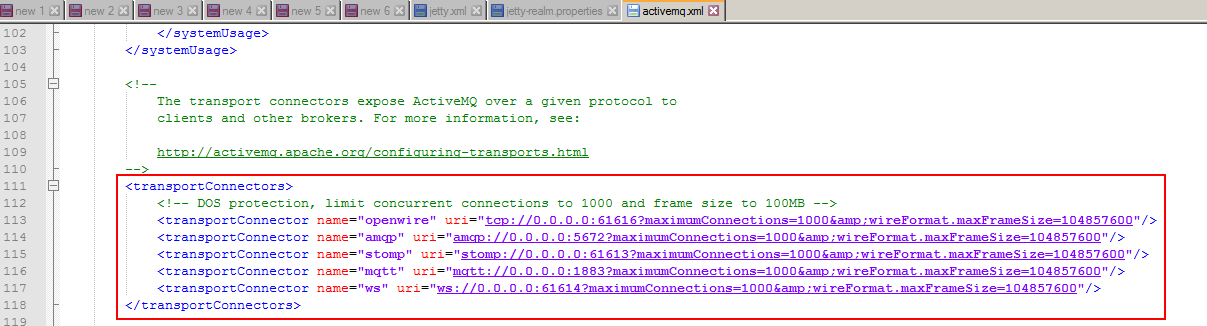 new 1 new 2 new 3 new 4 new 5 new 6 jetty.xml jetty-realm.properties activemq.xml
102 </systemUsage>
103 </systemUsage>
104
105 <!--
106 The transport connectors expose ActiveMQ over a given protocol to
107 clients and other brokers. For more information, see:
108
109 http://activemq.apache.org/configuring-transports.html
110 -->
111 <transportConnectors>
112 <!-- DOS protection, limit concurrent connections to 1000 and frame size to 100MB -->
113 <transportConnector name="openwire" uri="tcp://0.0.0.0:61616?maximumConnections=1000&amp;wireFormat.maxFrameSize=104857600"/>
114 <transportConnector name="amqp" uri="amqp://0.0.0.0:5672?maximumConnections=1000&amp;wireFormat.maxFrameSize=104857600"/>
115 <transportConnector name="stomp" uri="stomp://0.0.0.0:61613?maximumConnections=1000&amp;wireFormat.maxFrameSize=104857600"/>
116 <transportConnector name="mqtt" uri="mqtt://0.0.0.0:1883?maximumConnections=1000&amp;wireFormat.maxFrameSize=104857600"/>
117 <transportConnector name="ws" uri="ws://0.0.0.0:61614?maximumConnections=1000&amp;wireFormat.maxFrameSize=104857600"/>
118 </transportConnectors>
119